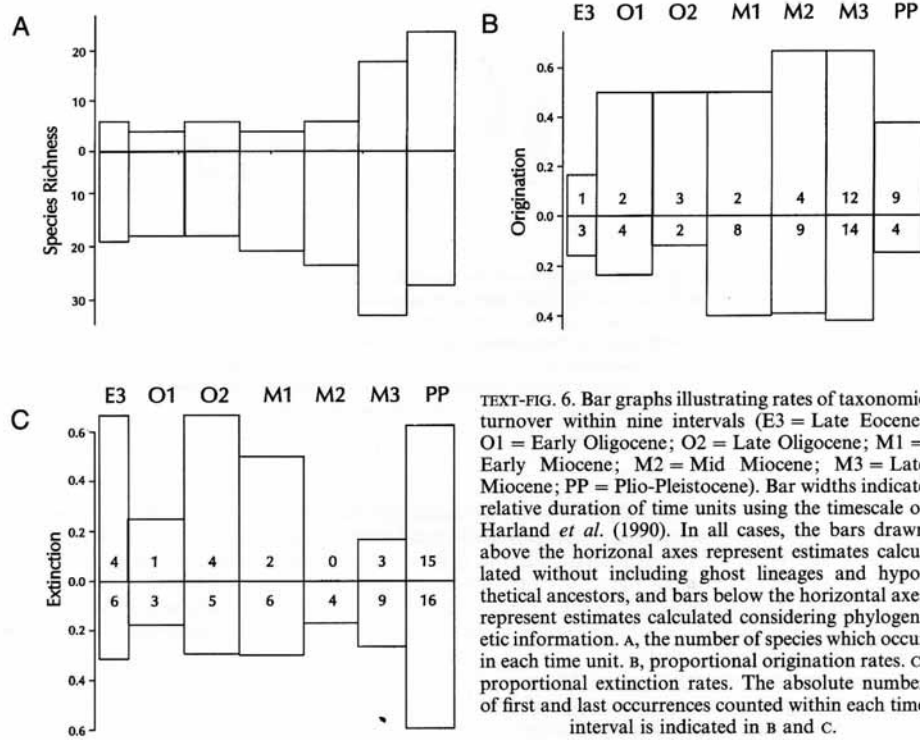 A
20
10
0
10
20
30
Species Richness
B
E3 O1 O2 M1 M2 M3 PP
0.6
0.4
0.2
0.0
0.2
0.4
Origination
1 2 3 2 4 12 9
3 4 2 8 9 14 4
C
E3 O1 O2 M1 M2 M3 PP
0.6
0.4
0.2
0.0
0.2
0.4
0.6
Extinction
4 1 4 2 0 3 15
6 3 5 6 4 9 16
TEXT-FIG. 6. Bar graphs illustrating rates of taxonomic
turnover within nine intervals (E3 = Late Eocene
O1 = Early Oligocene; O2 = Late Oligocene; M1 =
Early Miocene; M2 = Mid Miocene; M3 = Lat
Miocene; PP = Plio-Pleistocene). Bar widths indicat
relative duration of time units using the timescale o
Harland et al. (1990). In all cases, the bars drawn
above the horizonal axes represent estimates calcu
lated without including ghost lineages and hypo
thetical ancestors, and bars below the horizontal axe
represent estimates calculated considering phylogen
etic information. A, the number of species which occu
in each time unit. B, proportional origination rates. C
proportional extinction rates. The absolute number
of first and last occurrences counted within each time
interval is indicated in B and C.